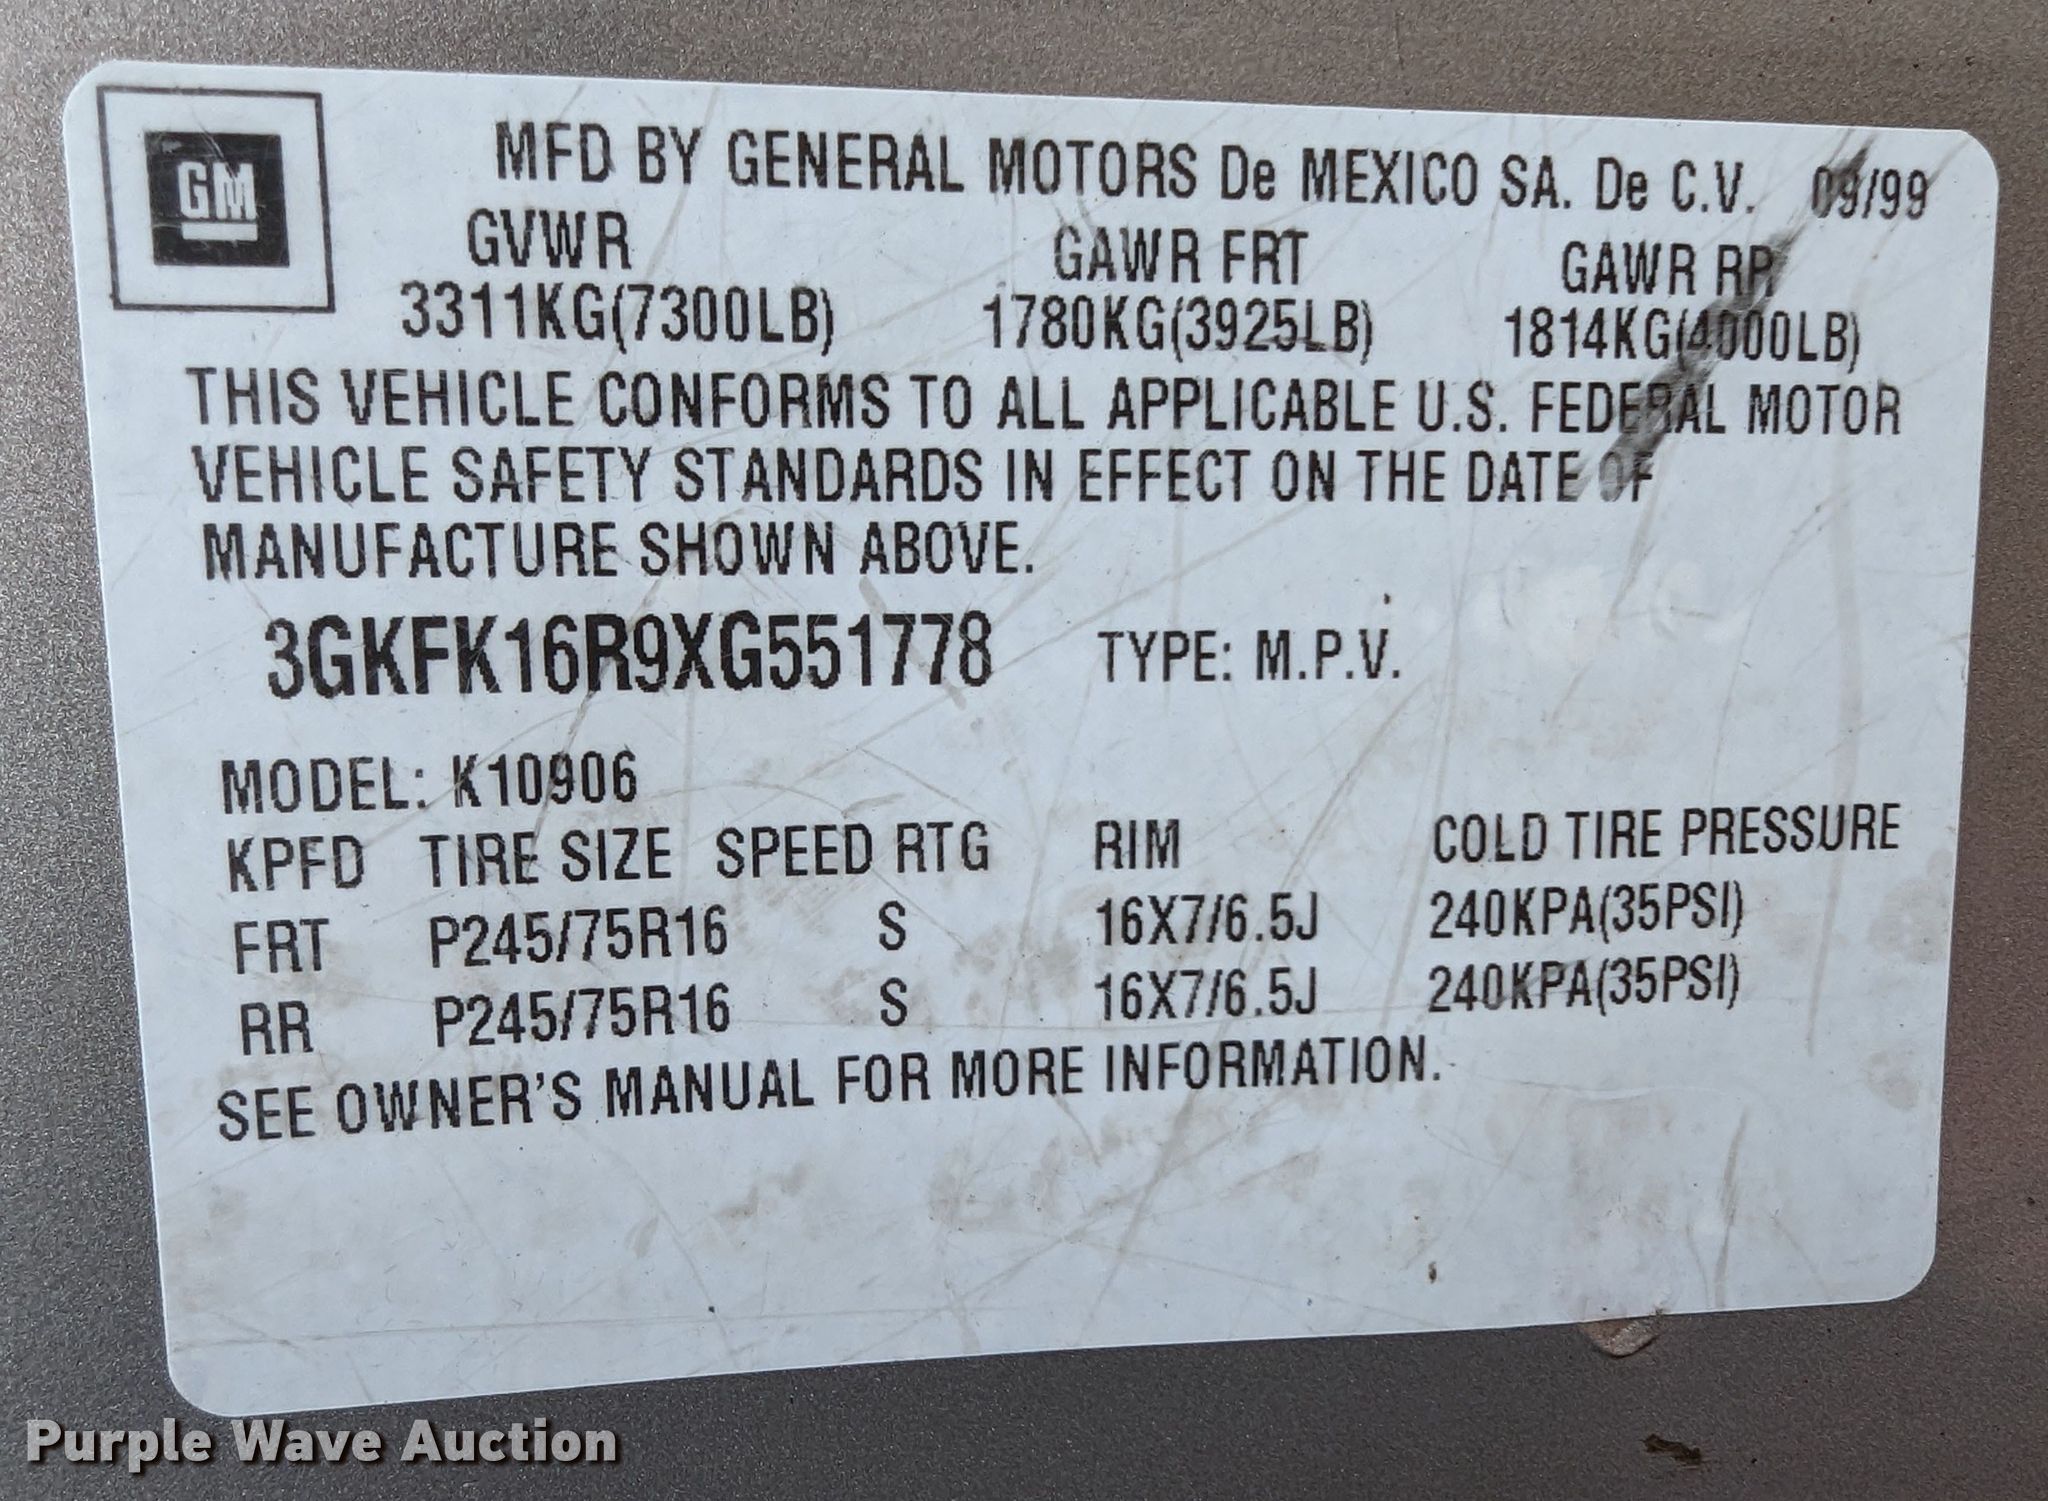 GM
MFD BY GENERAL MOTORS De MEXICO SA. De C.V. 09/99
GVWR GAWR FRT GAWR RR
3311KG(7300LB) 1780KG(3925LB) 1814KG(4000LB)
THIS VEHICLE CONFORMS TO ALL APPLICABLE U.S. FEDERAL MOTOR
VEHICLE SAFETY STANDARDS IN EFFECT ON THE DATE OF
MANUFACTURE SHOWN ABOVE.
3GKFK16R9XG551778 TYPE: M.P.V.
MODEL: K10906
KPFD TIRE SIZE SPEED RTG RIM COLD TIRE PRESSURE
FRT P245/75R16 S 16X7/6.5J 240KPA(35PSI)
RR P245/75R16 S 16X7/6.5J 240KPA(35PSI)
SEE OWNER'S MANUAL FOR MORE INFORMATION.
Purple Wave Auction